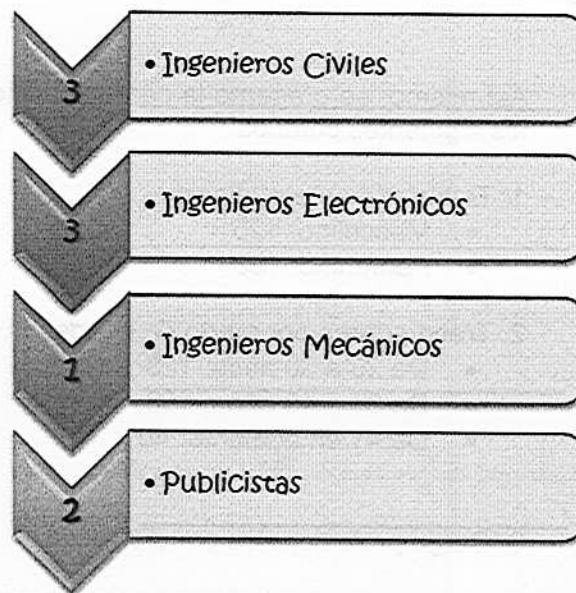 3
• Ingenieros Civiles
3
• Ingenieros Electrónicos
1
• Ingenieros Mecánicos
2
• Publicistas